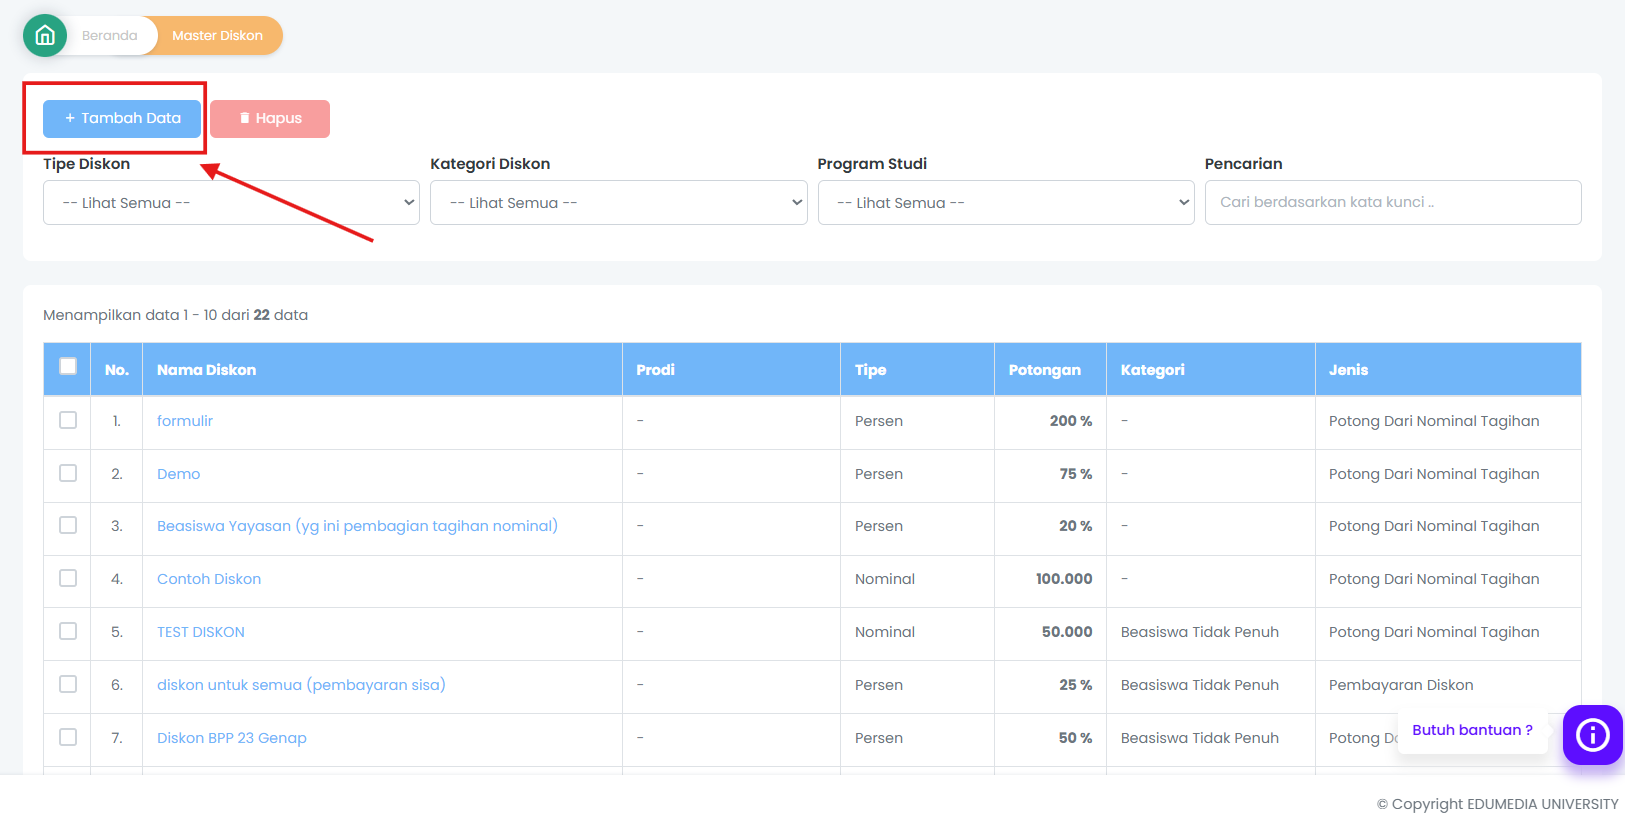 Beranda Master Diskon
+ Tambah Data Hapus
Tipe Diskon Kategori Diskon Program Studi Pencarian
-- Lihat Semua -- -- Lihat Semua -- -- Lihat Semua -- Cari berdasarkan kata kunci ..
Menampilkan data 1 - 10 dari 22 data
No. Nama Diskon Prodi Tipe Potongan Kategori Jenis
1. formulir - Persen 200 % - Potong Dari Nominal Tagihan
2. Demo - Persen 75 % - Potong Dari Nominal Tagihan
3. Beasiswa Yayasan (yg ini pembagian tagihan nominal) - Persen 20 % - Potong Dari Nominal Tagihan
4. Contoh Diskon - Nominal 100.000 - Potong Dari Nominal Tagihan
5. TEST DISKON - Nominal 50.000 Beasiswa Tidak Penuh Potong Dari Nominal Tagihan
6. diskon untuk semua (pembayaran sisa) - Persen 25 % Beasiswa Tidak Penuh Pembayaran Diskon
7. Diskon BPP 23 Genap - Persen 50 % Beasiswa Tidak Penuh Potong
Butuh bantuan ?
© Copyright EDUMEDIA UNIVERSITY